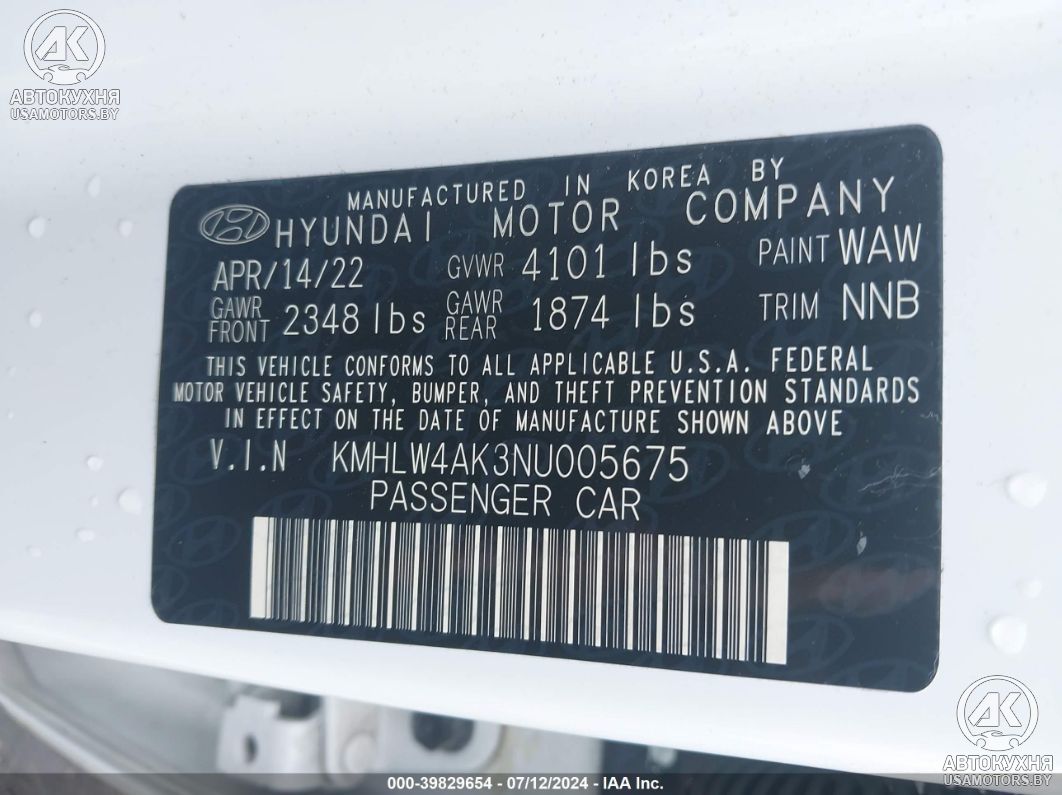 AK
АВТОКУХНЯ
USAMOTORS.BY
MANUFACTURED IN KOREA BY
HYUNDAI MOTOR COMPANY
APR/14/22 GVWR 4101 lbs PAINT WAW
GAWR FRONT 2348 lbs GAWR REAR 1874 lbs TRIM NNB
THIS VEHICLE CONFORMS TO ALL APPLICABLE U.S.A. FEDERAL
MOTOR VEHICLE SAFETY, BUMPER, AND THEFT PREVENTION STANDARDS
IN EFFECT ON THE DATE OF MANUFACTURE SHOWN ABOVE
V.I.N KMHLW4AK3NU005675
PASSENGER CAR
AK
АВТОКУХНЯ
USAMOTORS.BY
000-39829654 - 07/12/2024 - IAA Inc.